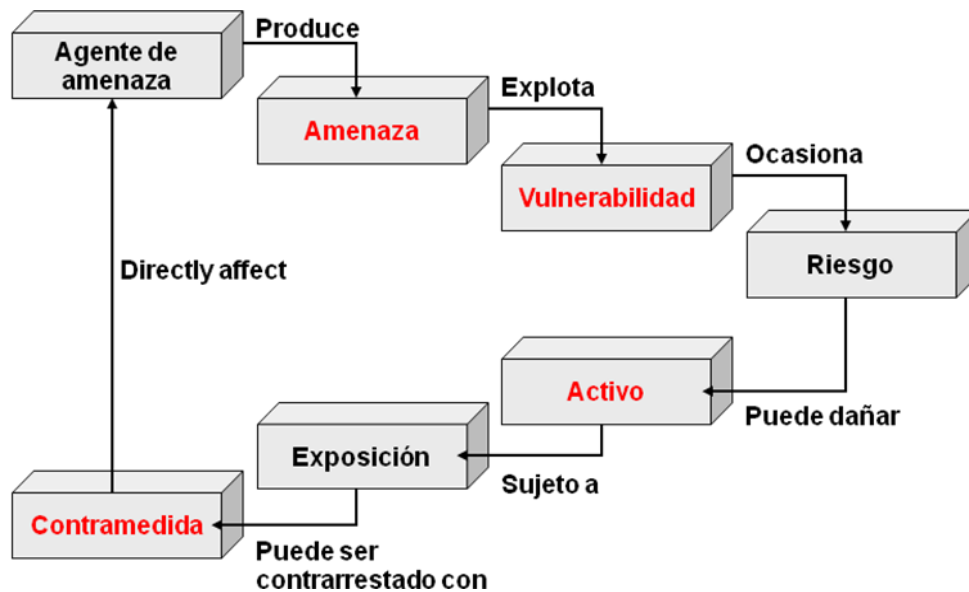 Produce
Agente de
amenaza
Explota
Amenaza
Ocasiona
Vulnerabilidad
Riesgo
Directly affect
Activo
Puede dañar
Exposición
Sujeto a
Contramedida
Puede ser
contrarrestado con